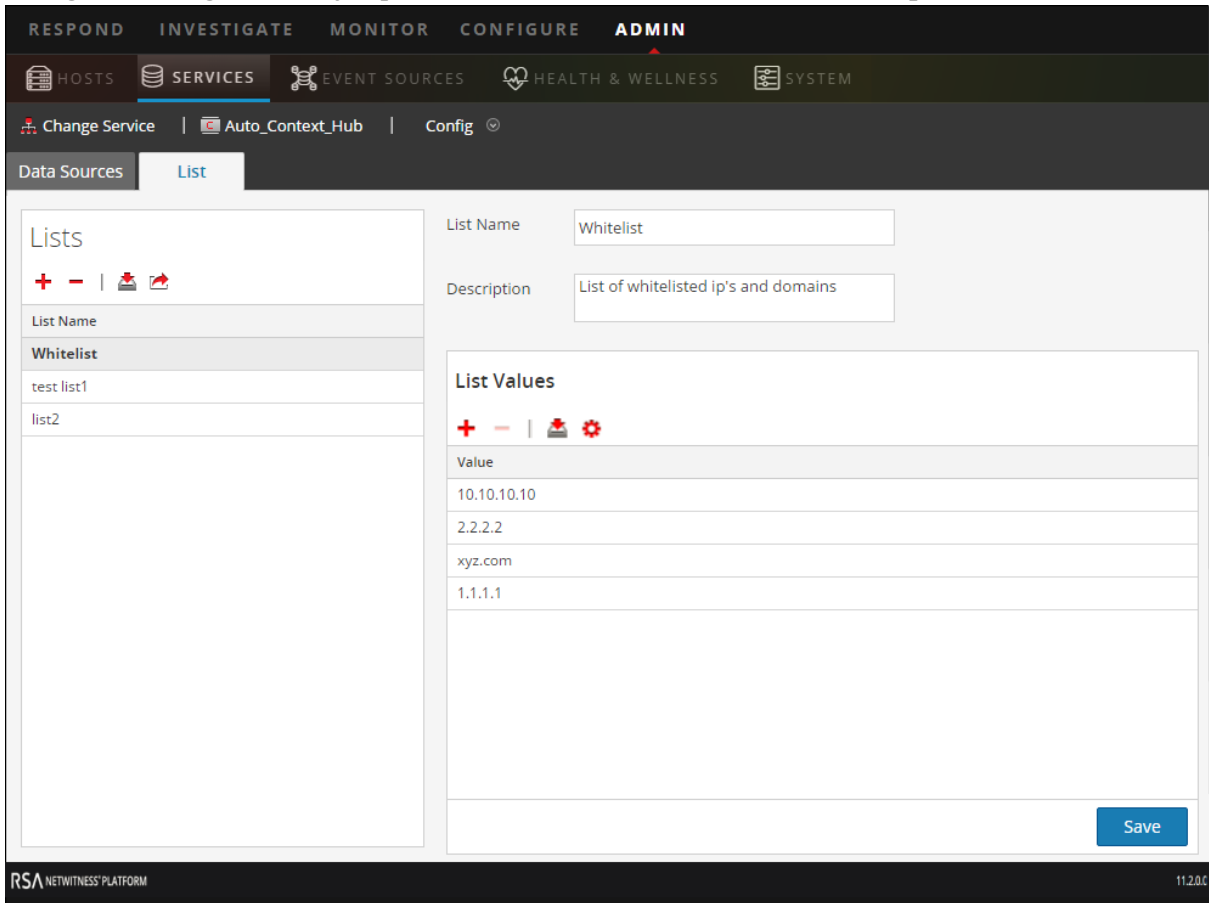 RESPOND INVESTIGATE MONITOR CONFIGURE ADMIN
HOSTS SERVICES EVENT SOURCES HEALTH & WELLNESS SYSTEM
Change Service | C Auto_Context_Hub | Config
Data Sources List
Lists
List Name
Whitelist
test list1
list2
List Name Whitelist
Description List of whitelisted ip's and domains
List Values
Value
10.10.10.10
2.2.2.2
xyz.com
1.1.1.1
Save
RSA NETWITNESS® PLATFORM 11.2.0.0